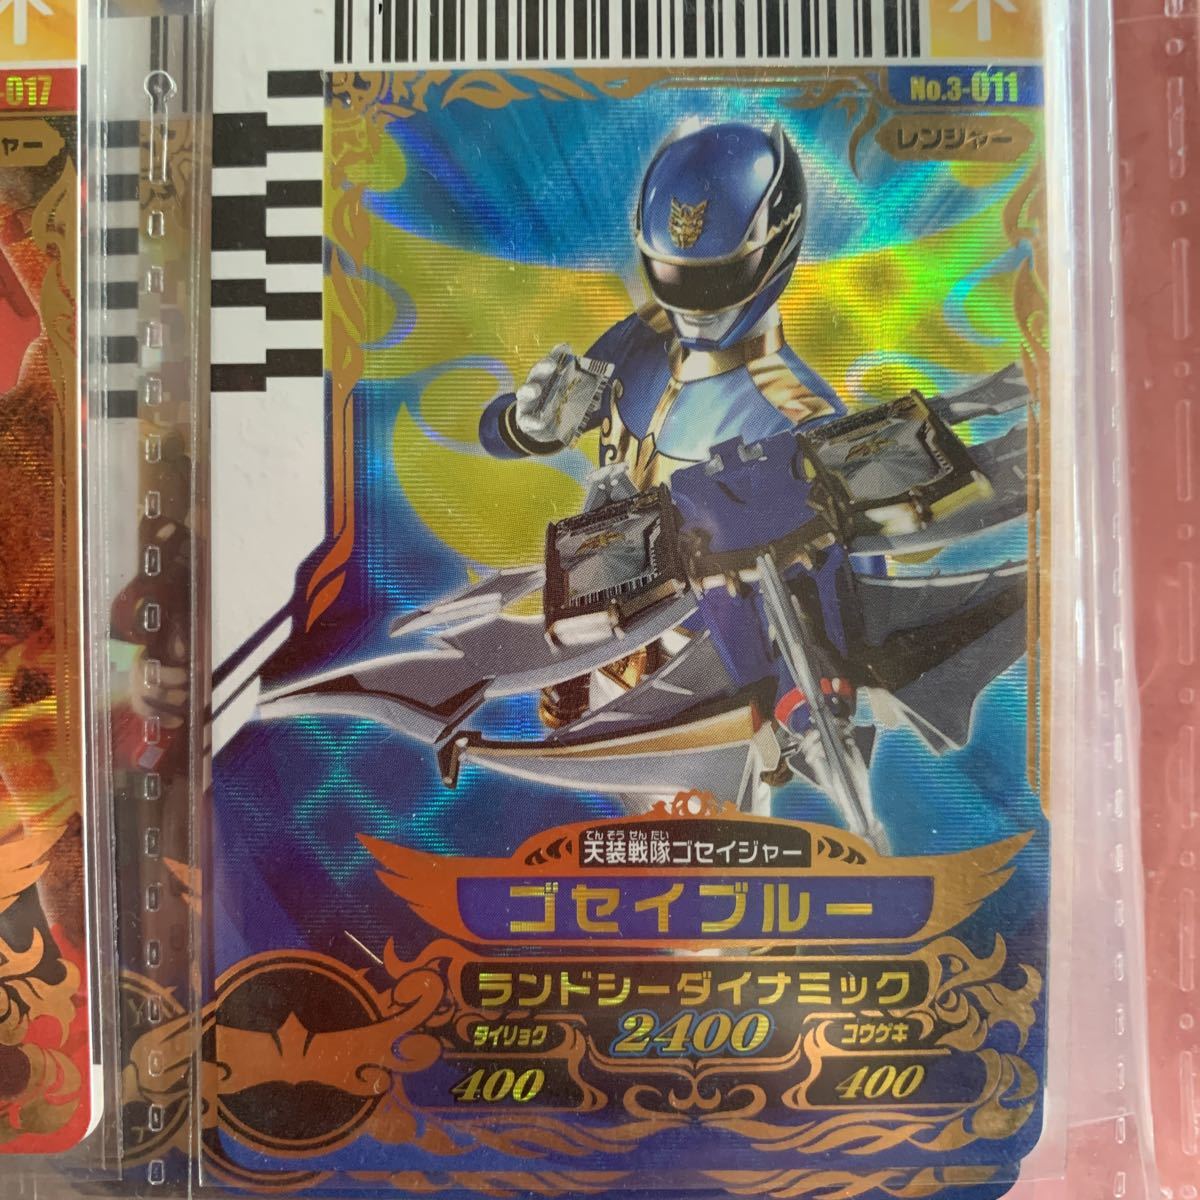 -017
ャー
No.3-011
レンジャー
てん そう せん たい
天装戦隊ゴセイジャー
ゴセイブルー
ランドシーダイナミック
タイリョク
2400
コウゲキ
400
400